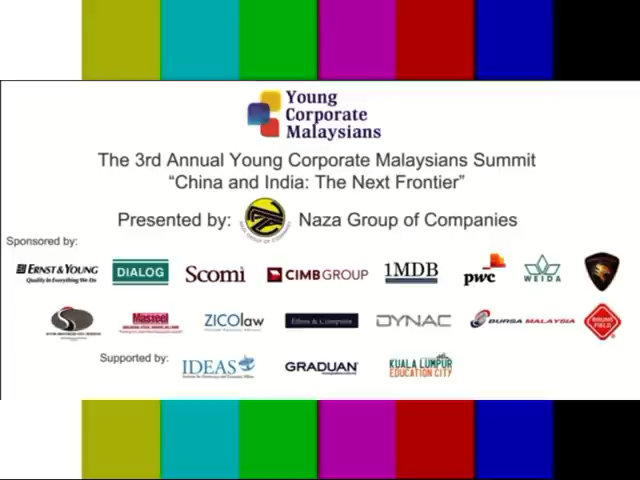 Young
Corporate
Malaysians
The 3rd Annual Young Corporate Malaysians Summit
“China and India: The Next Frontier”
Presented by: Naza Group of Companies
Sponsored by:
ERNST & YOUNG DIALOG Scomi CIMB GROUP 1MDB pwc WEIDA
Quality In Everything We Do
Masteel ZICOlaw DYNAC BURSA MALAYSIA BRUNSFIELD
Supported by: IDEAS GRADUAN KUALA LUMPUR
EDUCATION CITY